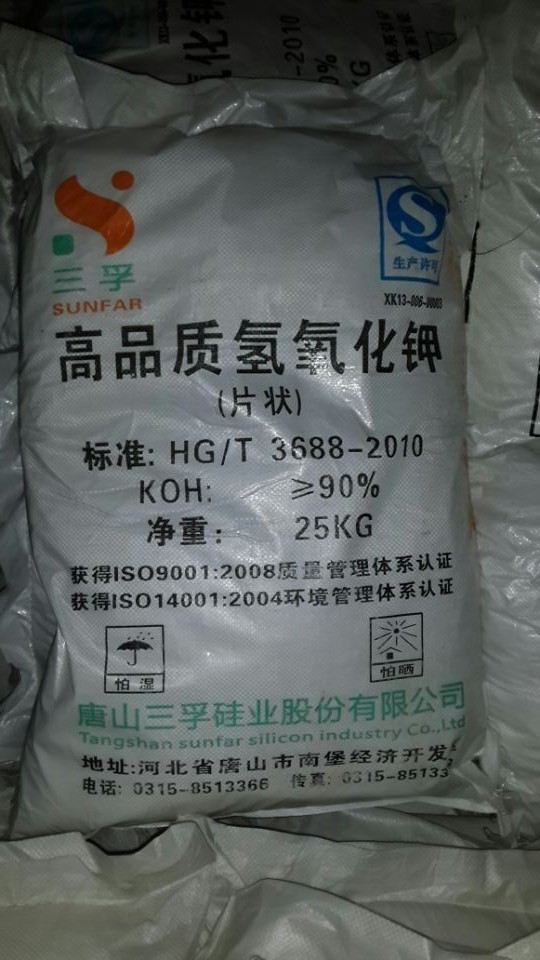 -2010
三孚
SUNFAR
生产许可
XK13-006-00003
高品质氢氧化钾
(片状)
标准: HG/T 3688-2010
KOH: ≥90%
净重: 25KG
获得ISO9001:2008质量管理体系认证
获得ISO14001:2004环境管理体系认证
怕湿
怕晒
唐山三孚硅业股份有限公司
Tangshan sunfar silicon industry Co.,Ltd
地址:河北省唐山市南堡经济开发
电话: 0315-8513366 传真: 0315-85133